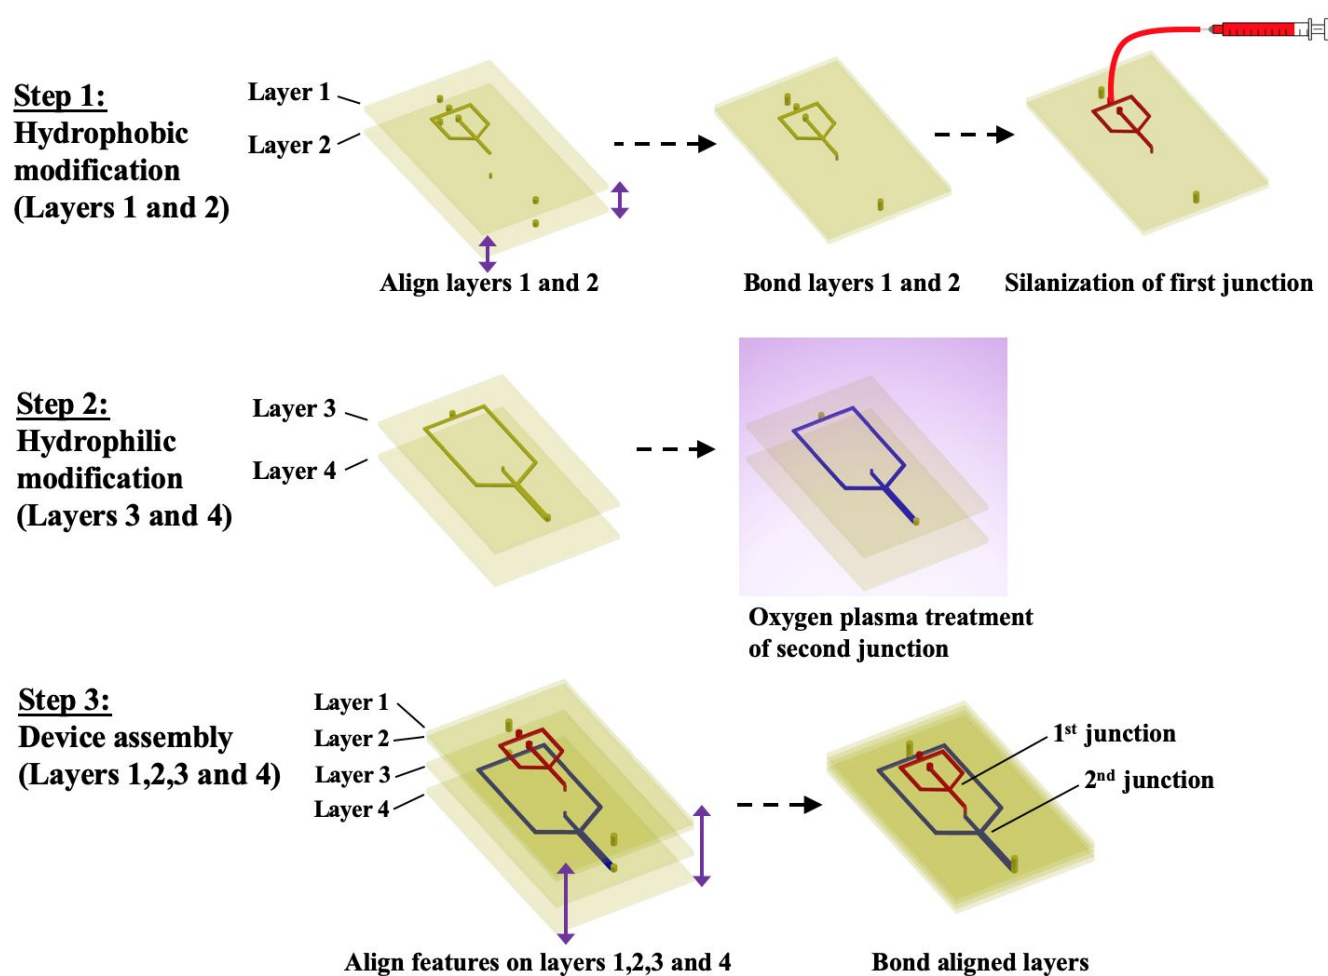 Step 1:
Hydrophobic
modification
(Layers 1 and 2)
Layer 1
Layer 2
Align layers 1 and 2
Bond layers 1 and 2
Silanization of first junction
Step 2:
Hydrophilic
modification
(Layers 3 and 4)
Layer 3
Layer 4
Oxygen plasma treatment
of second junction
Step 3:
Device assembly
(Layers 1,2,3 and 4)
Layer 1
Layer 2
Layer 3
Layer 4
1st junction
2nd junction
Align features on layers 1,2,3 and 4
Bond aligned layers